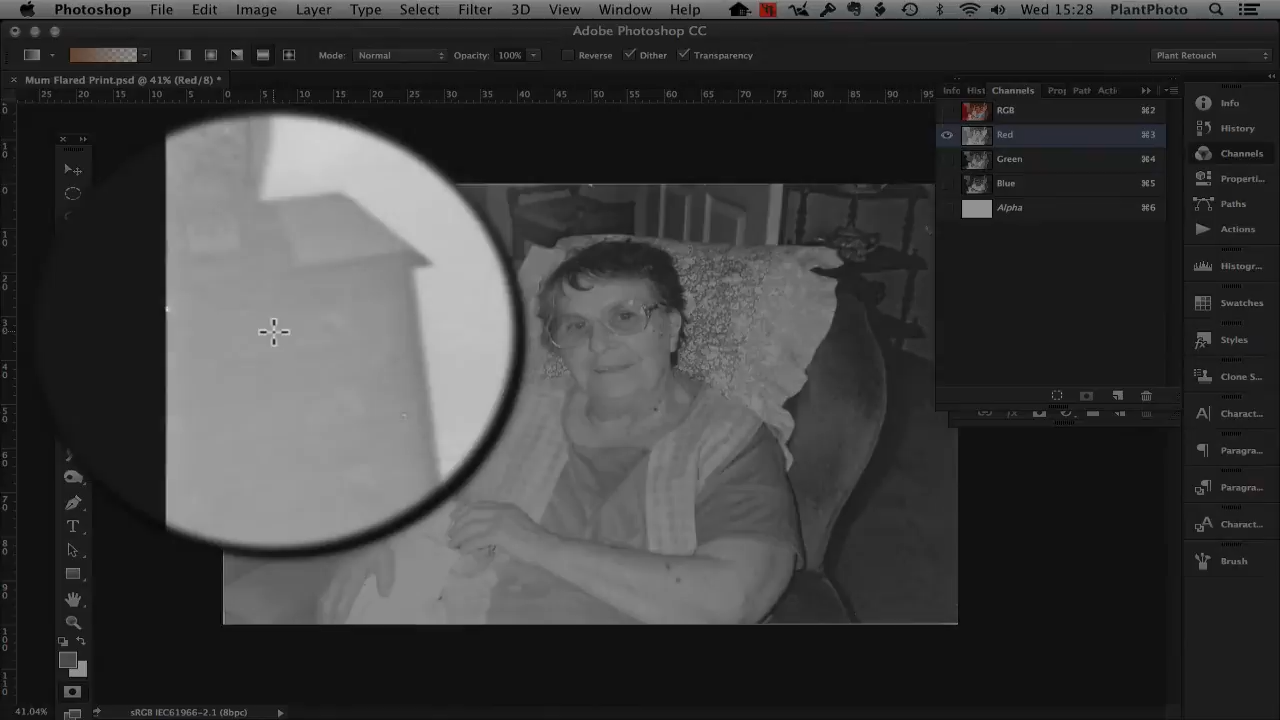 Photoshop File Edit Image Layer Type Select Filter 3D View Window Help Wed 15:28 PlantPhoto
Adobe Photoshop CC
Mode: Normal Opacity: 100% Reverse Dither Transparency Plant Retouch
Mum Flared Print.psd @ 41% (Red/8) *
25 20 15 10 5 0 5 10 15 20 25 30 35 40 45 50 55 60 65 70 75 80 85 90 95
Info Hist Channels Proj Path Acti
RGB ⌘2
Red ⌘3
Green ⌘4
Blue ⌘5
Alpha ⌘6
Info
History
Channels
Properti...
Paths
Actions
Histogr...
Swatches
Styles
Clone S...
Charact...
Paragra...
Paragra...
Charact...
Brush
41.04% sRGB IEC61966-2.1 (8bpc)